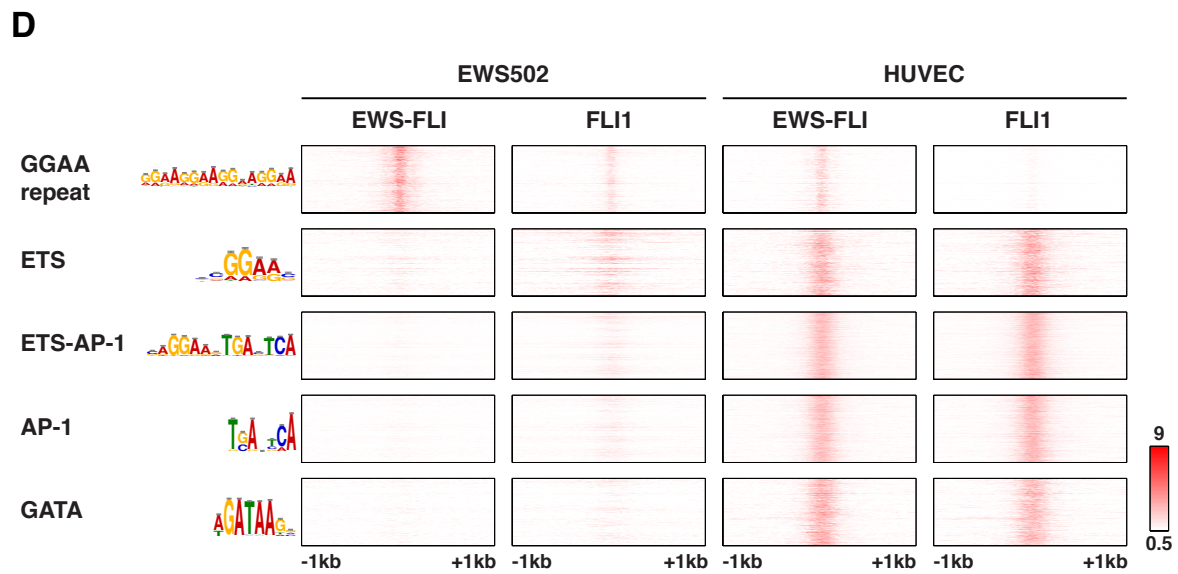 D
EWS502 HUVEC
EWS-FLI FLI1 EWS-FLI FLI1
GGAA
repeat
ETS
ETS-AP-1
AP-1
GATA
9
0.5
-1kb +1kb -1kb +1kb -1kb +1kb -1kb +1kb